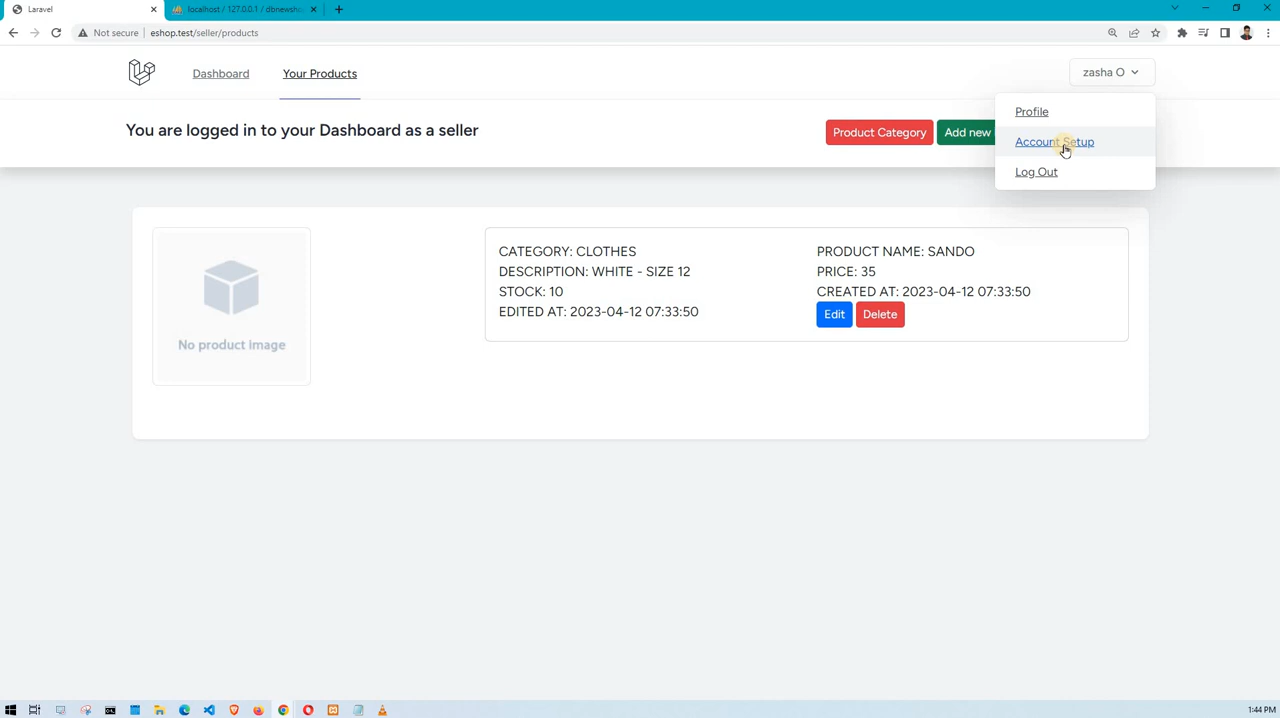 Laravel
localhost / 127.0.0.1 / dbnewsho
Not secure eshop.test/seller/products
Dashboard Your Products zasha O
Profile
Account Setup
Log Out
You are logged in to your Dashboard as a seller
Product Category Add new
CATEGORY: CLOTHES PRODUCT NAME: SANDO
DESCRIPTION: WHITE - SIZE 12 PRICE: 35
STOCK: 10 CREATED AT: 2023-04-12 07:33:50
EDITED AT: 2023-04-12 07:33:50 Edit Delete
No product image
1:44 PM